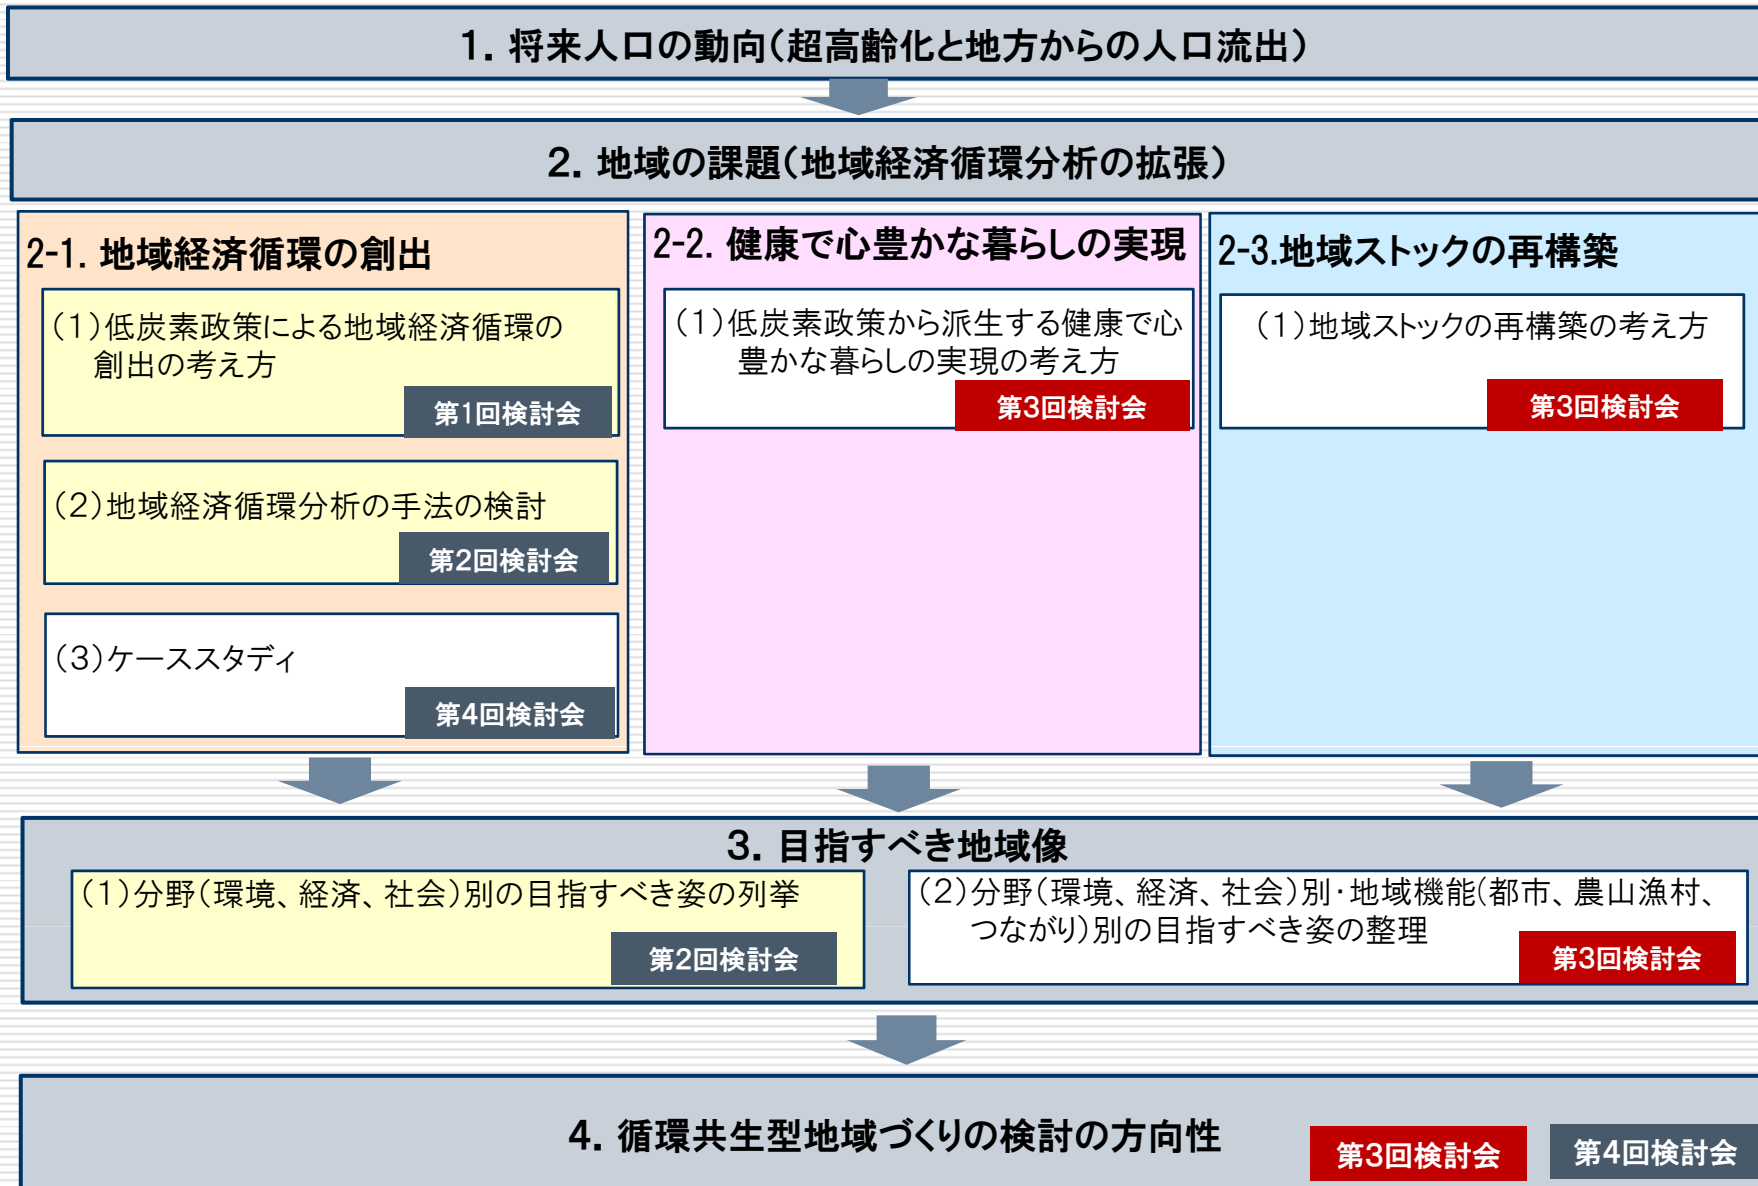 1. 将来人口の動向(超高齢化と地方からの人口流出)
2. 地域の課題(地域経済循環分析の拡張)
2-1. 地域経済循環の創出
(1)低炭素政策による地域経済循環の
創出の考え方
第1回検討会
(2)地域経済循環分析の手法の検討
第2回検討会
(3)ケーススタディ
第4回検討会
2-2. 健康で心豊かな暮らしの実現
(1)低炭素政策から派生する健康で心
豊かな暮らしの実現の考え方
第3回検討会
2-3.地域ストックの再構築
(1)地域ストックの再構築の考え方
第3回検討会
3. 目指すべき地域像
(1)分野(環境、経済、社会)別の目指すべき姿の列挙
第2回検討会
(2)分野(環境、経済、社会)別・地域機能(都市、農山漁村、
つながり)別の目指すべき姿の整理
第3回検討会
4. 循環共生型地域づくりの検討の方向性
第3回検討会
第4回検討会